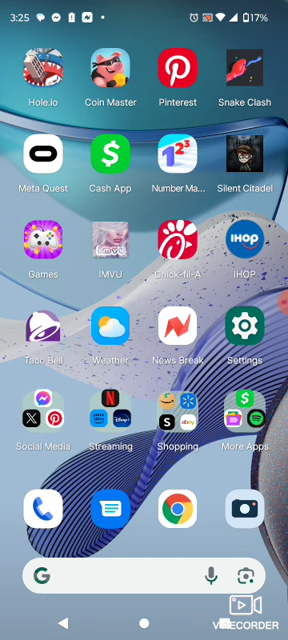 3:25 17%
Hole.io Coin Master Pinterest Snake Clash
Meta Quest Cash App Number Ma... Silent Citadel
Games IMVU Chick-fil-A IHOP
Taco Bell Weather News Break Settings
Social Media Streaming Shopping More Apps